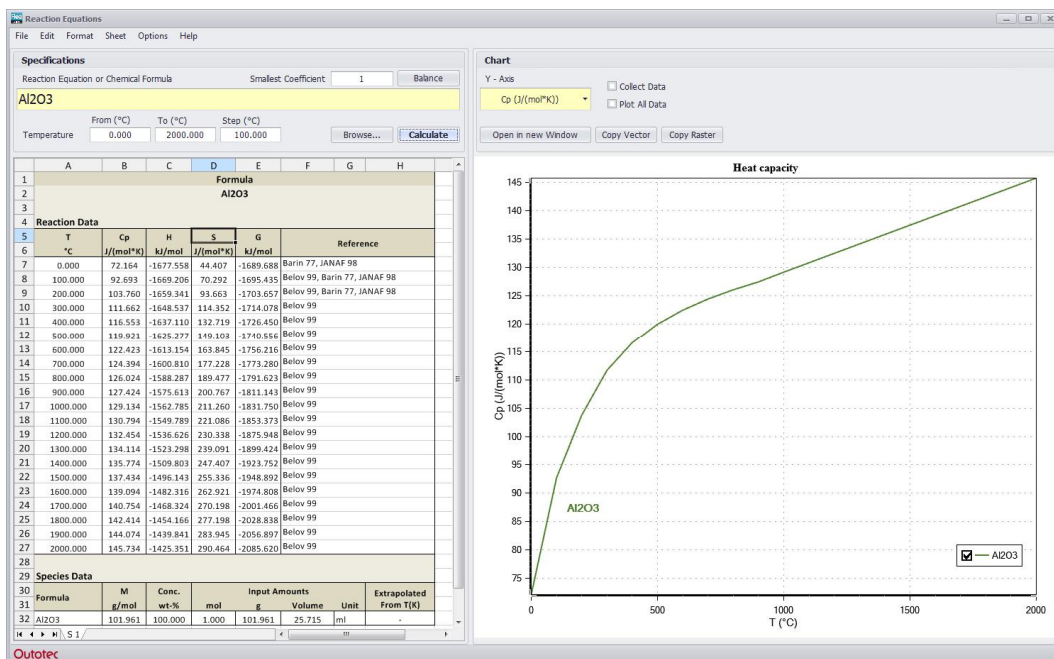 Reaction Equations
File Edit Format Sheet Options Help
Specifications
Reaction Equation or Chemical Formula Smallest Coefficient 1 Balance
Al2O3
From (°C) To (°C) Step (°C)
Temperature 0.000 2000.000 100.000 Browse... Calculate
A B C D E F G H
1 Formula
2 Al2O3
3
4 Reaction Data
5 T Cp H S G Reference
6 °C J/(mol*K) kJ/mol J/(mol*K) kJ/mol
7 0.000 72.164 -1677.558 44.407 -1689.688 Barin 77, JANAF 98
8 100.000 92.693 -1669.206 70.292 -1695.435 Belov 99, Barin 77, JANAF 98
9 200.000 103.760 -1659.341 93.663 -1703.657 Belov 99, Barin 77, JANAF 98
10 300.000 111.662 -1648.537 114.352 -1714.078 Belov 99
11 400.000 116.553 -1637.110 132.719 -1726.450 Belov 99
12 500.000 119.921 -1625.277 149.103 -1740.556 Belov 99
13 600.000 122.423 -1613.154 163.845 -1756.216 Belov 99
14 700.000 124.394 -1600.810 177.228 -1773.280 Belov 99
15 800.000 126.024 -1588.287 189.477 -1791.623 Belov 99
16 900.000 127.424 -1575.613 200.767 -1811.143 Belov 99
17 1000.000 129.134 -1562.785 211.260 -1831.750 Belov 99
18 1100.000 130.794 -1549.789 221.086 -1853.373 Belov 99
19 1200.000 132.454 -1536.626 230.338 -1875.948 Belov 99
20 1300.000 134.114 -1523.298 239.091 -1899.424 Belov 99
21 1400.000 135.774 -1509.803 247.407 -1923.752 Belov 99
22 1500.000 137.434 -1496.143 255.336 -1948.892 Belov 99
23 1600.000 139.094 -1482.316 262.921 -1974.808 Belov 99
24 1700.000 140.754 -1468.324 270.198 -2001.466 Belov 99
25 1800.000 142.414 -1454.166 277.198 -2028.838 Belov 99
26 1900.000 144.074 -1439.841 283.945 -2056.897 Belov 99
27 2000.000 145.734 -1425.351 290.464 -2085.620 Belov 99
28
29 Species Data
30 Formula M Conc. Input Amounts Extrapolated
31 g/mol wt-% mol g Volume Unit From T(K)
32 Al2O3 101.961 100.000 1.000 101.961 25.715 ml -
S 1
Outotec
Chart
Y - Axis
Cp (J/(mol*K))
Collect Data
Plot All Data
Open in new Window Copy Vector Copy Raster
Heat capacity
145
140
135
130
125
120
115
110
105
100
95
90
85
80
75
Cp (J/(mol*K))
Al2O3
Al2O3
0 500 1000 1500 2000
T (°C)